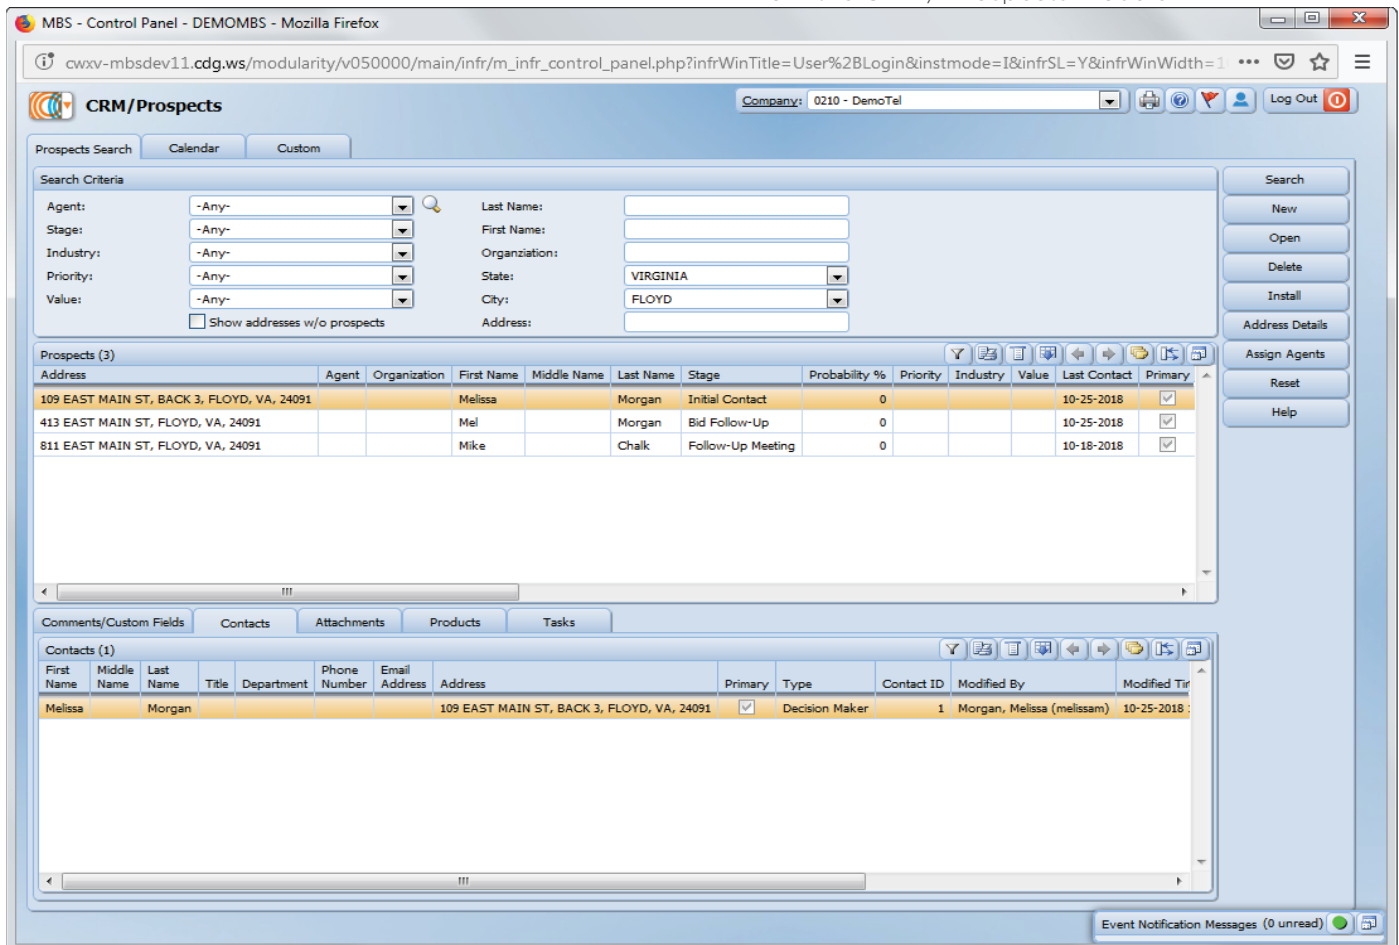 MBS - Control Panel - DEMOMBS - Mozilla Firefox
cwxv-mbsdev11.cdg.ws/modularity/v050000/main/infr/m_infr_control_panel.php?infrWinTitle=User%2BLogin&instmode=I&infrSL=Y&infrWinWidth=1
CRM/Prospects
Company: 0210 - DemoTel
Log Out
Prospects Search Calendar Custom
Search Criteria
Agent: -Any- Last Name:
Stage: -Any- First Name:
Industry: -Any- Organziation:
Priority: -Any- State: VIRGINIA
Value: -Any- City: FLOYD
Show addresses w/o prospects Address:
Search
New
Open
Delete
Install
Address Details
Assign Agents
Reset
Help
Prospects (3)
Address Agent Organization First Name Middle Name Last Name Stage Probability % Priority Industry Value Last Contact Primary
109 EAST MAIN ST, BACK 3, FLOYD, VA, 24091 Melissa Morgan Initial Contact 0 10-25-2018
413 EAST MAIN ST, FLOYD, VA, 24091 Mel Morgan Bid Follow-Up 0 10-25-2018
811 EAST MAIN ST, FLOYD, VA, 24091 Mike Chalk Follow-Up Meeting 0 10-18-2018
Comments/Custom Fields Contacts Attachments Products Tasks
Contacts (1)
First Name Middle Name Last Name Title Department Phone Number Email Address Address Primary Type Contact ID Modified By Modified Tim
Melissa Morgan 109 EAST MAIN ST, BACK 3, FLOYD, VA, 24091 Decision Maker 1 Morgan, Melissa (melissam) 10-25-2018
Event Notification Messages (0 unread)